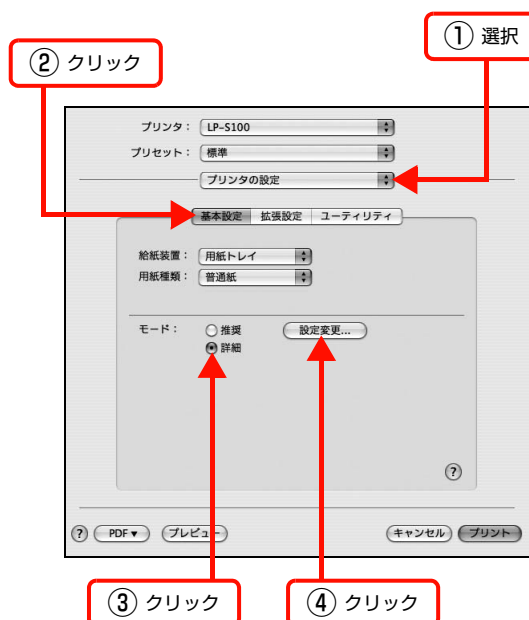 ① 選択
② クリック
プリンタ： LP-S100
プリセット： 標準
プリンタの設定
基本設定 拡張設定 ユーティリティ
給紙装置： 用紙トレイ
用紙種類： 普通紙
モード： 推奨 設定変更...
詳細
?
? PDF▼ プレビュー キャンセル プリント
③ クリック ④ クリック